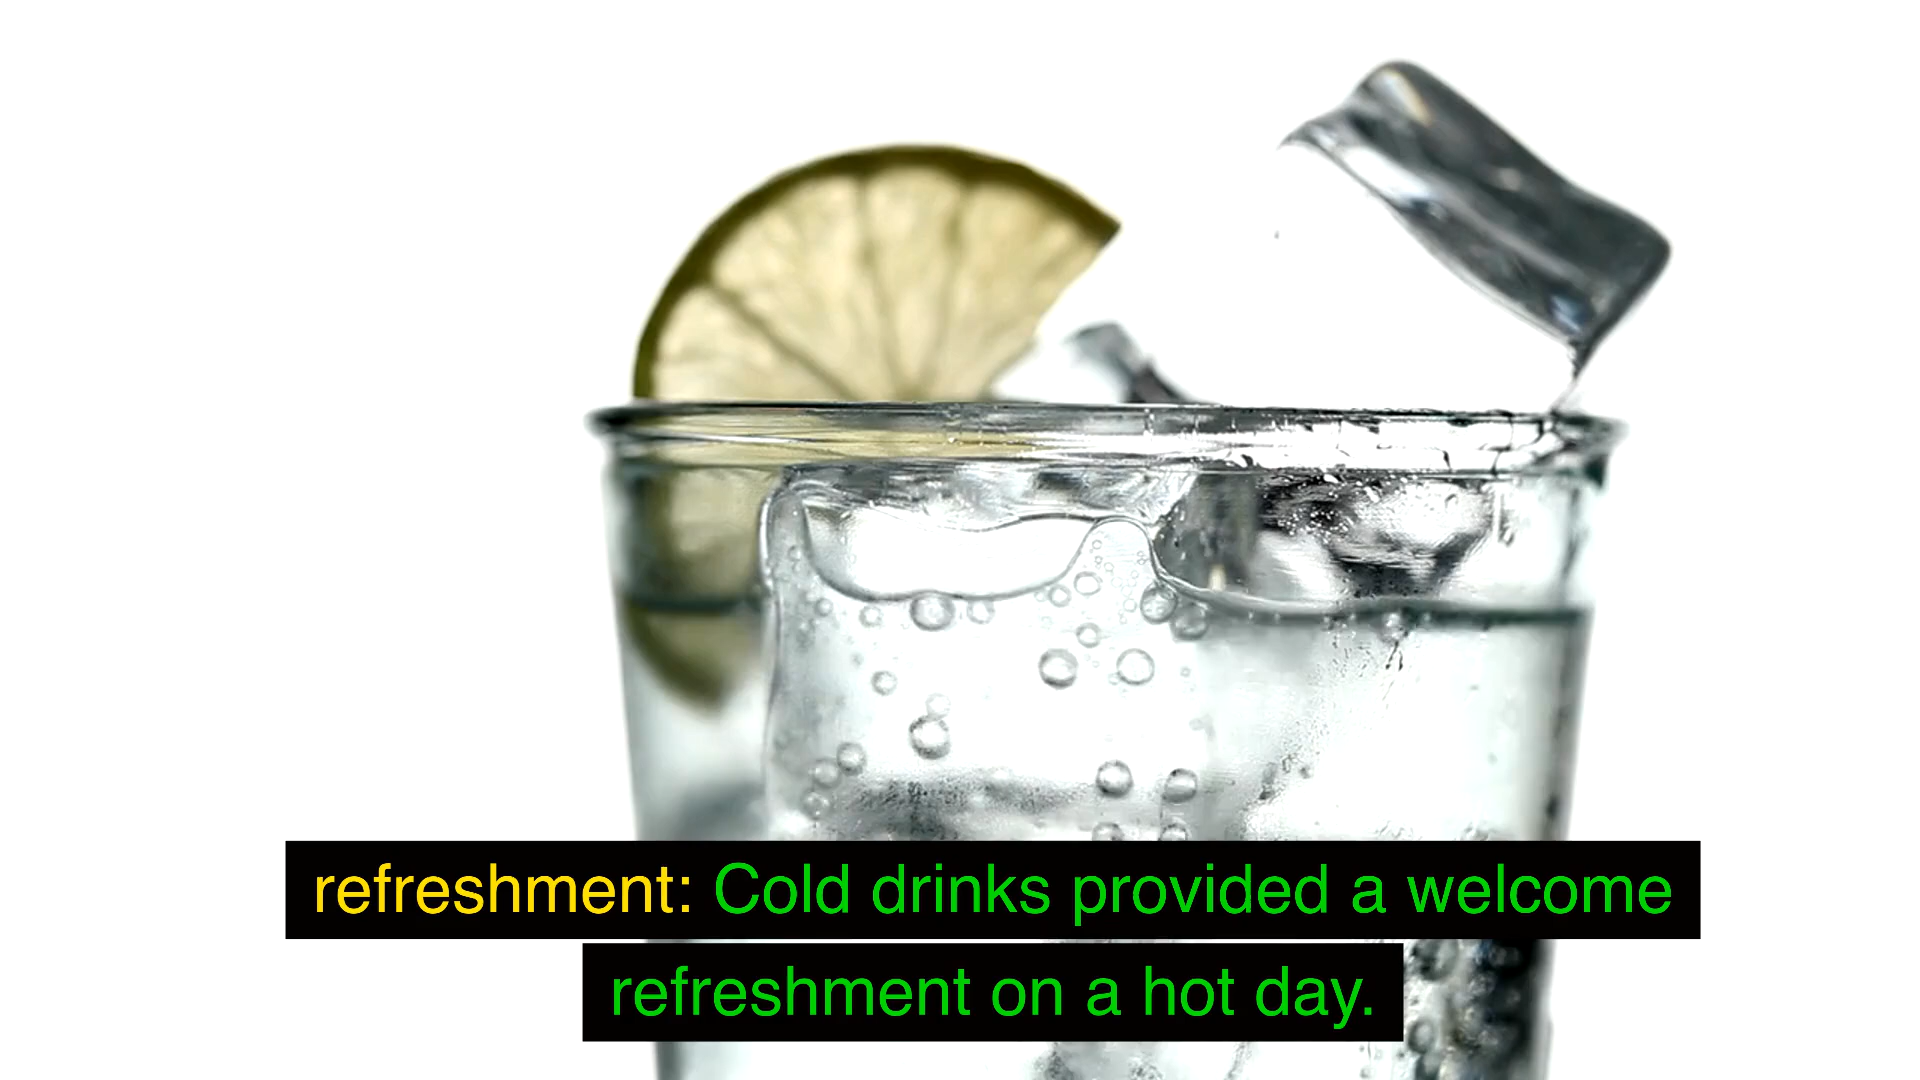 refreshment: Cold drinks provided a welcome
refreshment on a hot day.